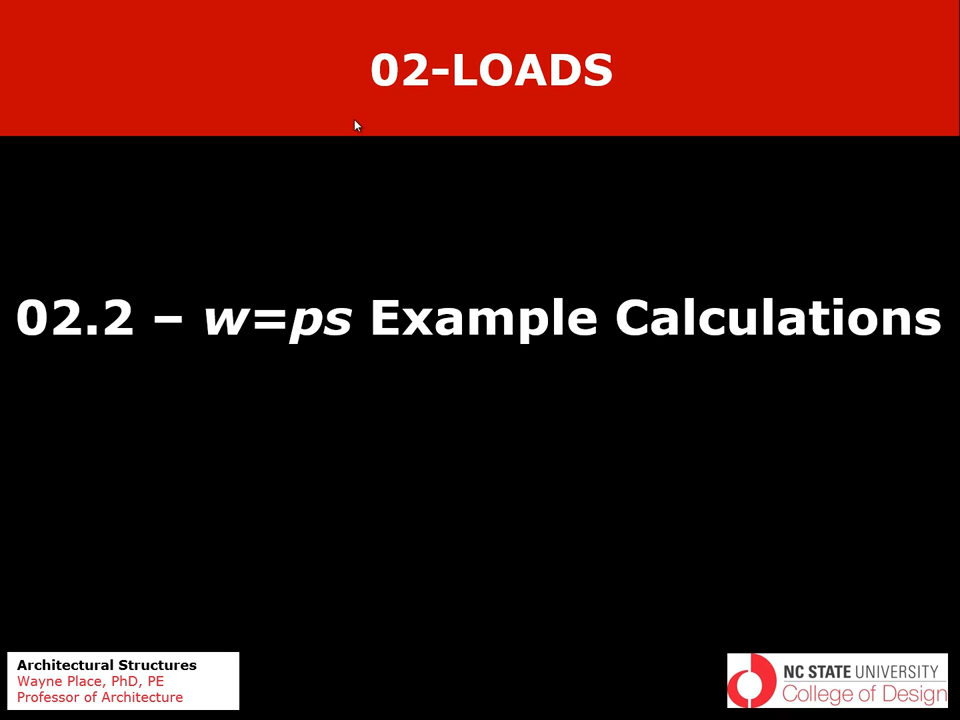 02-LOADS
02.2 – w=ps Example Calculations
Architectural Structures
Wayne Place, PhD, PE
Professor of Architecture
NC STATE UNIVERSITY
College of Design